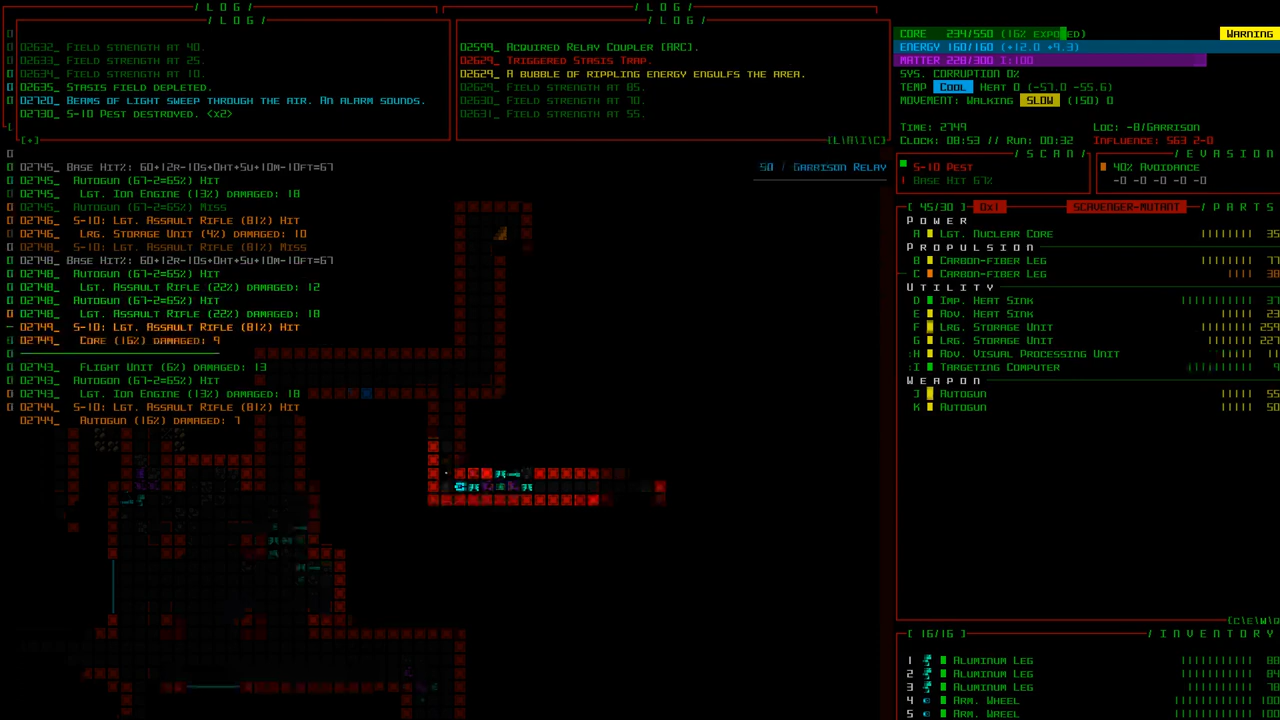 / L O G /
/ L O G /
/ L O G /
/ L O G /
02632_ Field strength at 40.
02633_ Field strength at 25.
02634_ Field strength at 10.
02635_ Stasis field depleted.
02720_ Beams of light sweep through the air. An alarm sounds.
02730_ S-10 Pest destroyed. <x2>
[+]
02599_ Acquired Relay Coupler (ARC).
02629_ Triggered Stasis Trap.
02629_ A bubble of rippling energy engulfs the area.
02629_ Field strength at 85.
02630_ Field strength at 70.
02631_ Field strength at 55.
(L\A\I\C)
02745_ Base Hit%: 60+12R-10s+0ht+5u+10m-10ft=67
02745_ Autogun (67-2=65%) Hit
02745_ Lgt. Ion Engine (13%) damaged: 18
02745_ Autogun (67-2=65%) Miss
02746_ S-10: Lgt. Assault Rifle (81%) Hit
02746_ Lrg. Storage Unit (4%) damaged: 10
02746_ S-10: Lgt. Assault Rifle (81%) Miss
02748_ Base Hit%: 60+12R-10s+0ht+5u+10m-10ft=67
02748_ Autogun (67-2=65%) Hit
02748_ Lgt. Assault Rifle (22%) damaged: 12
02748_ Autogun (67-2=65%) Hit
02748_ Lgt. Assault Rifle (22%) damaged: 18
02749_ S-10: Lgt. Assault Rifle (81%) Hit
02749_ Core (16%) damaged: 9
02743_ Flight Unit (6%) damaged: 13
02743_ Autogun (67-2=65%) Hit
02743_ Lgt. Ion Engine (13%) damaged: 18
02744_ S-10: Lgt. Assault Rifle (81%) Hit
02744_ Autogun (16%) damaged: 7
50 / Garrison Relay
Core 234/550 (16% exposed) Warning
Energy 160/160 (+12.0 +9.3)
Matter 228/300 I:100
Sys. Corruption 0%
Temp Cool Heat 0 (-57.0 -55.6)
Movement: Walking Slow (150) 0
Time: 2749 Loc: -8/Garrison
Clock: 08:53 // Run: 00:32 Influence: 563 2-0
/ S C A N /
S-10 Pest
Base Hit 67%
/ E V A S I O N
40% Avoidance
-0 -0 -0 -0 -0
[ 45/30 ] 0x1 Scavenger-Mutant / P A R T S
P o w e r
A Lgt. Nuclear Core 35
P r o p u l s i o n
B Carbon-fiber Leg 77
C Carbon-fiber Leg 38
U t i l i t y
D Imp. Heat Sink 37
E Adv. Heat Sink 23
F Lrg. Storage Unit 259
G Lrg. Storage Unit 227
:H Adv. Visual Processing Unit 11
:I Targeting Computer 9
W e a p o n
J Autogun 55
K Autogun 50
(C\E\W\Q
[ 16/16 ] / I N V E N T O R Y
1 Aluminum Leg 88
2 Aluminum Leg 84
3 Aluminum Leg 78
4 Arm. Wheel 100
5 Arm. Wheel 100